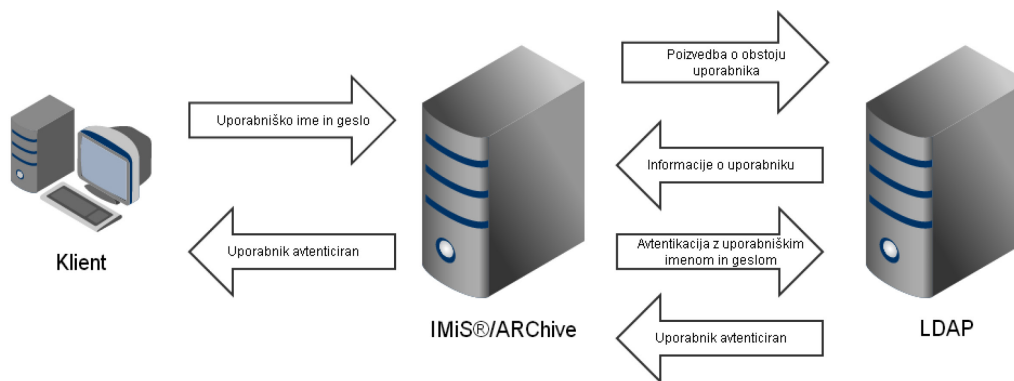 Poizvedba o obstoju
uporabnika
Uporabniško ime in geslo
Informacije o uporabniku
Uporabnik avtenticiran
Avtentikacija z uporabniškim
imenom in geslom
Uporabnik avtenticiran
Klient
IMiS®/ARChive
LDAP